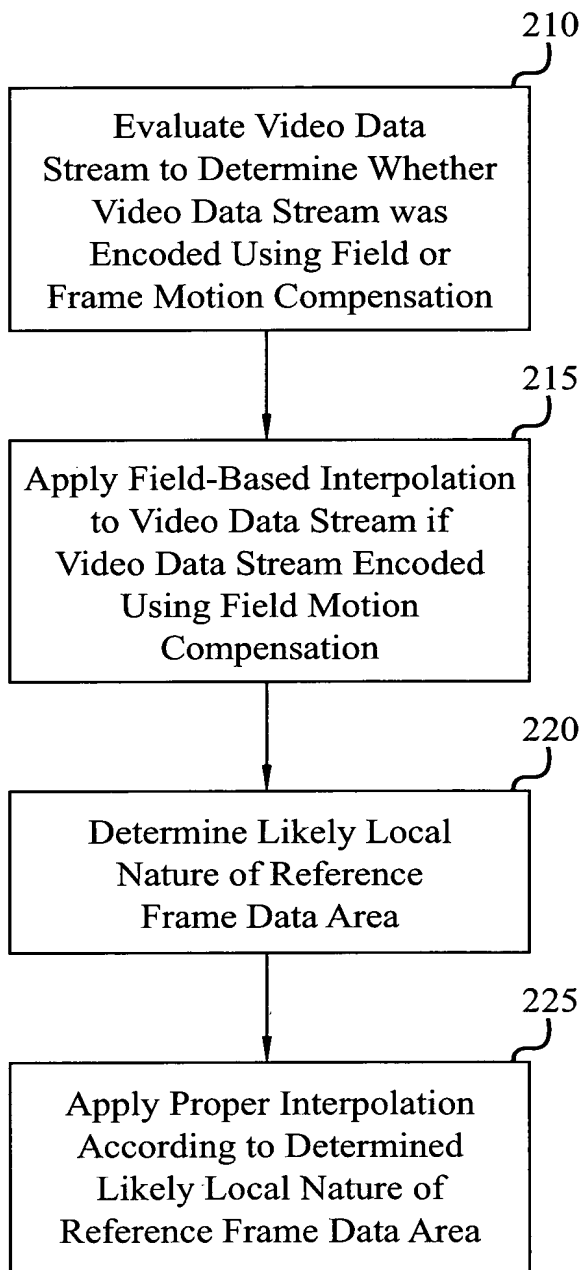 210
Evaluate Video Data
Stream to Determine Whether
Video Data Stream was
Encoded Using Field or
Frame Motion Compensation
215
Apply Field-Based Interpolation
to Video Data Stream if
Video Data Stream Encoded
Using Field Motion
Compensation
220
Determine Likely Local
Nature of Reference
Frame Data Area
225
Apply Proper Interpolation
According to Determined
Likely Local Nature of
Reference Frame Data Area